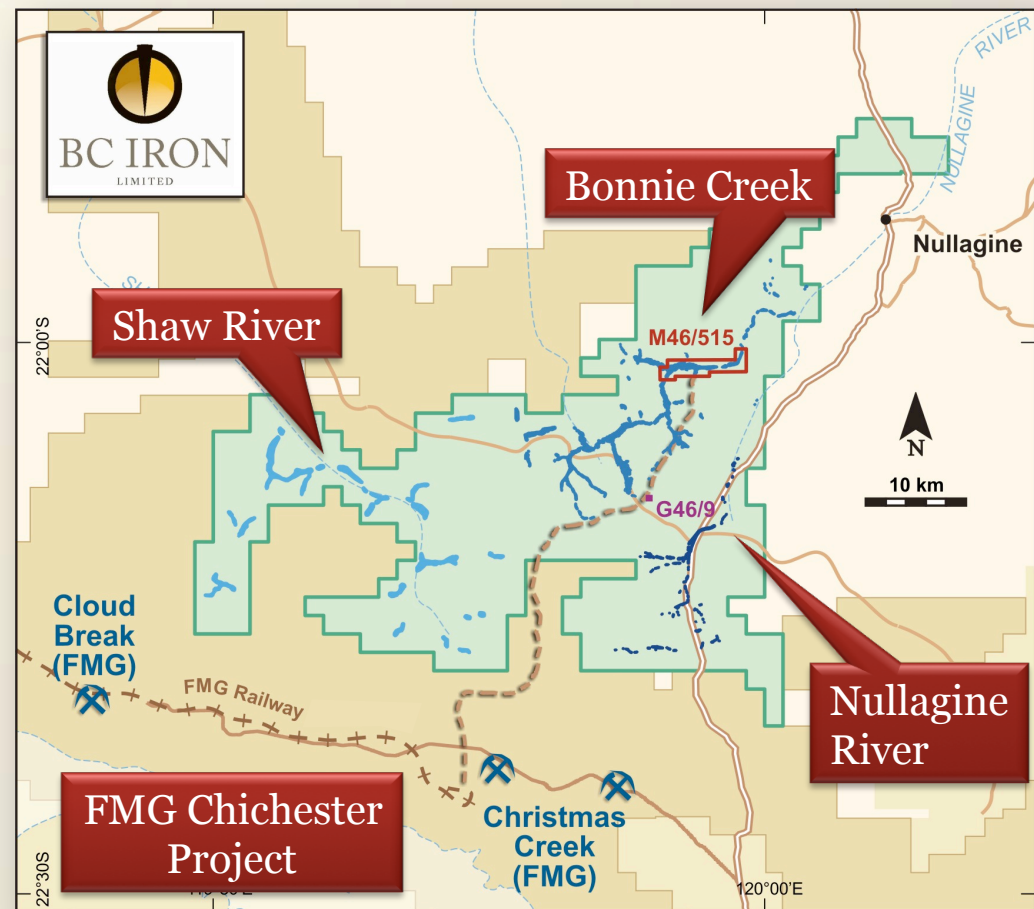 BC IRON
LIMITED
RIVER
NULLAGINE
Bonnie Creek
Nullagine
Shaw River
22°00'S
M46/515
N
10 km
G46/9
Cloud
Break
(FMG)
FMG Railway
Nullagine
River
FMG Chichester
Project
Christmas
Creek
(FMG)
22°30'S
120°00'E